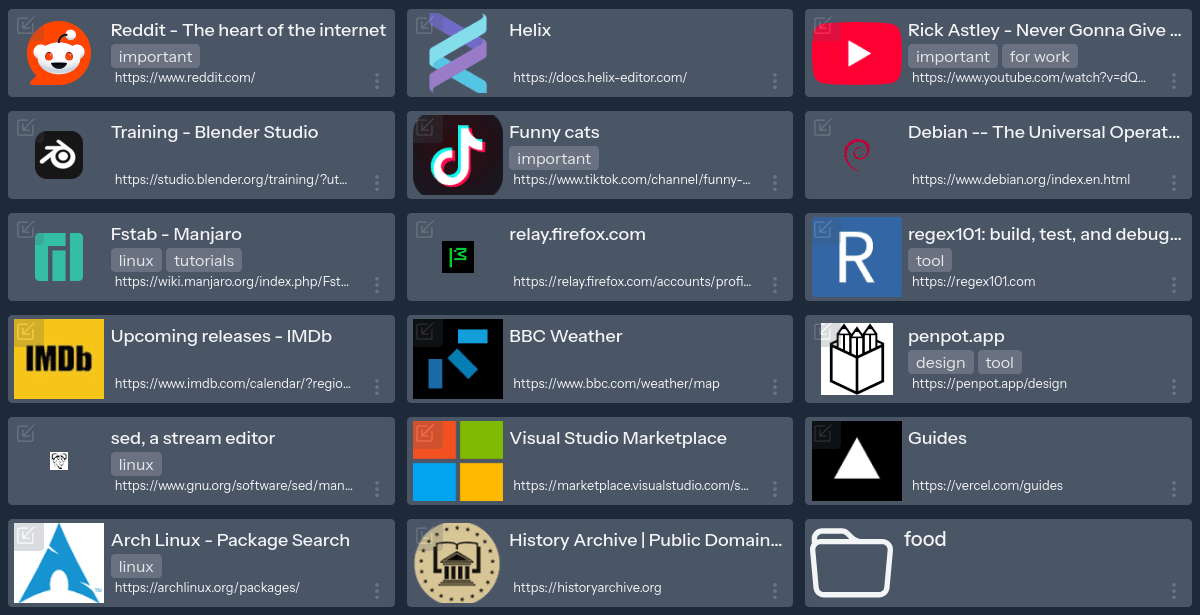 Reddit - The heart of the internet
important
https://www.reddit.com/
Helix
https://docs.helix-editor.com/
Rick Astley - Never Gonna Give ...
important for work
https://www.youtube.com/watch?v=dQ...
Training - Blender Studio
https://studio.blender.org/training/?ut...
Funny cats
important
https://www.tiktok.com/channel/funny-...
Debian -- The Universal Operat...
https://www.debian.org/index.en.html
Fstab - Manjaro
linux tutorials
https://wiki.manjaro.org/index.php/Fst...
relay.firefox.com
https://relay.firefox.com/accounts/profi...
R
regex101: build, test, and debug...
tool
https://regex101.com
IMDb
Upcoming releases - IMDb
https://www.imdb.com/calendar/?regio...
BBC Weather
https://www.bbc.com/weather/map
penpot.app
design tool
https://penpot.app/design
sed, a stream editor
linux
https://www.gnu.org/software/sed/man...
Visual Studio Marketplace
https://marketplace.visualstudio.com/s...
Guides
https://vercel.com/guides
Arch Linux - Package Search
linux
https://archlinux.org/packages/
History Archive | Public Domain...
https://historyarchive.org
food